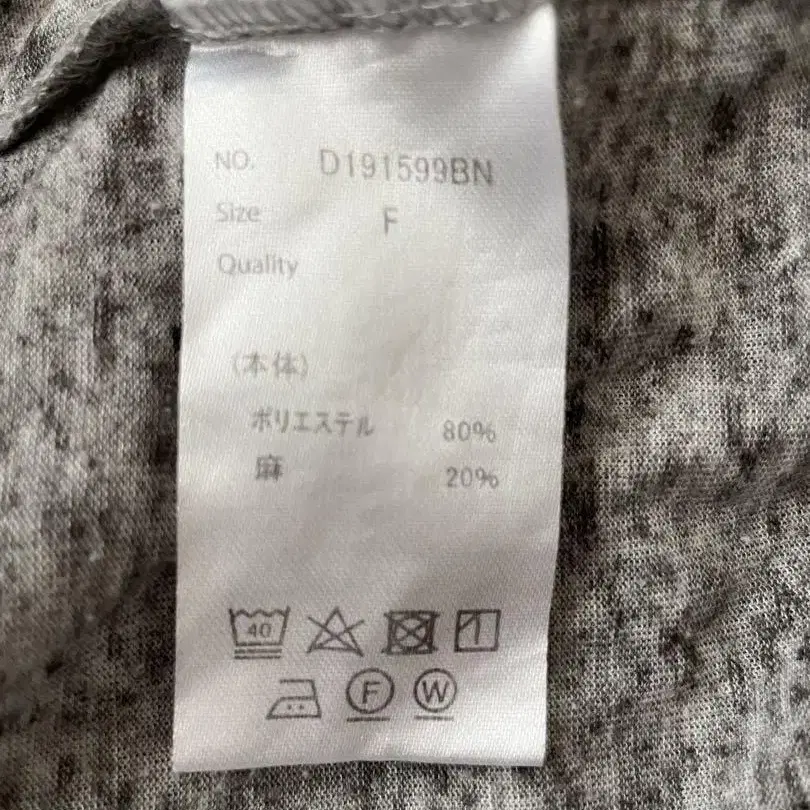 NO. D191599BN
Size F
Quality
(本体)
ポリエステル 80%
麻 20%
40
F W